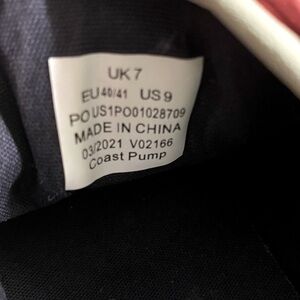 UK 7
EU 40/41 US 9
PO US1PO01028709
MADE IN CHINA
03/2021 V02166
Coast Pump